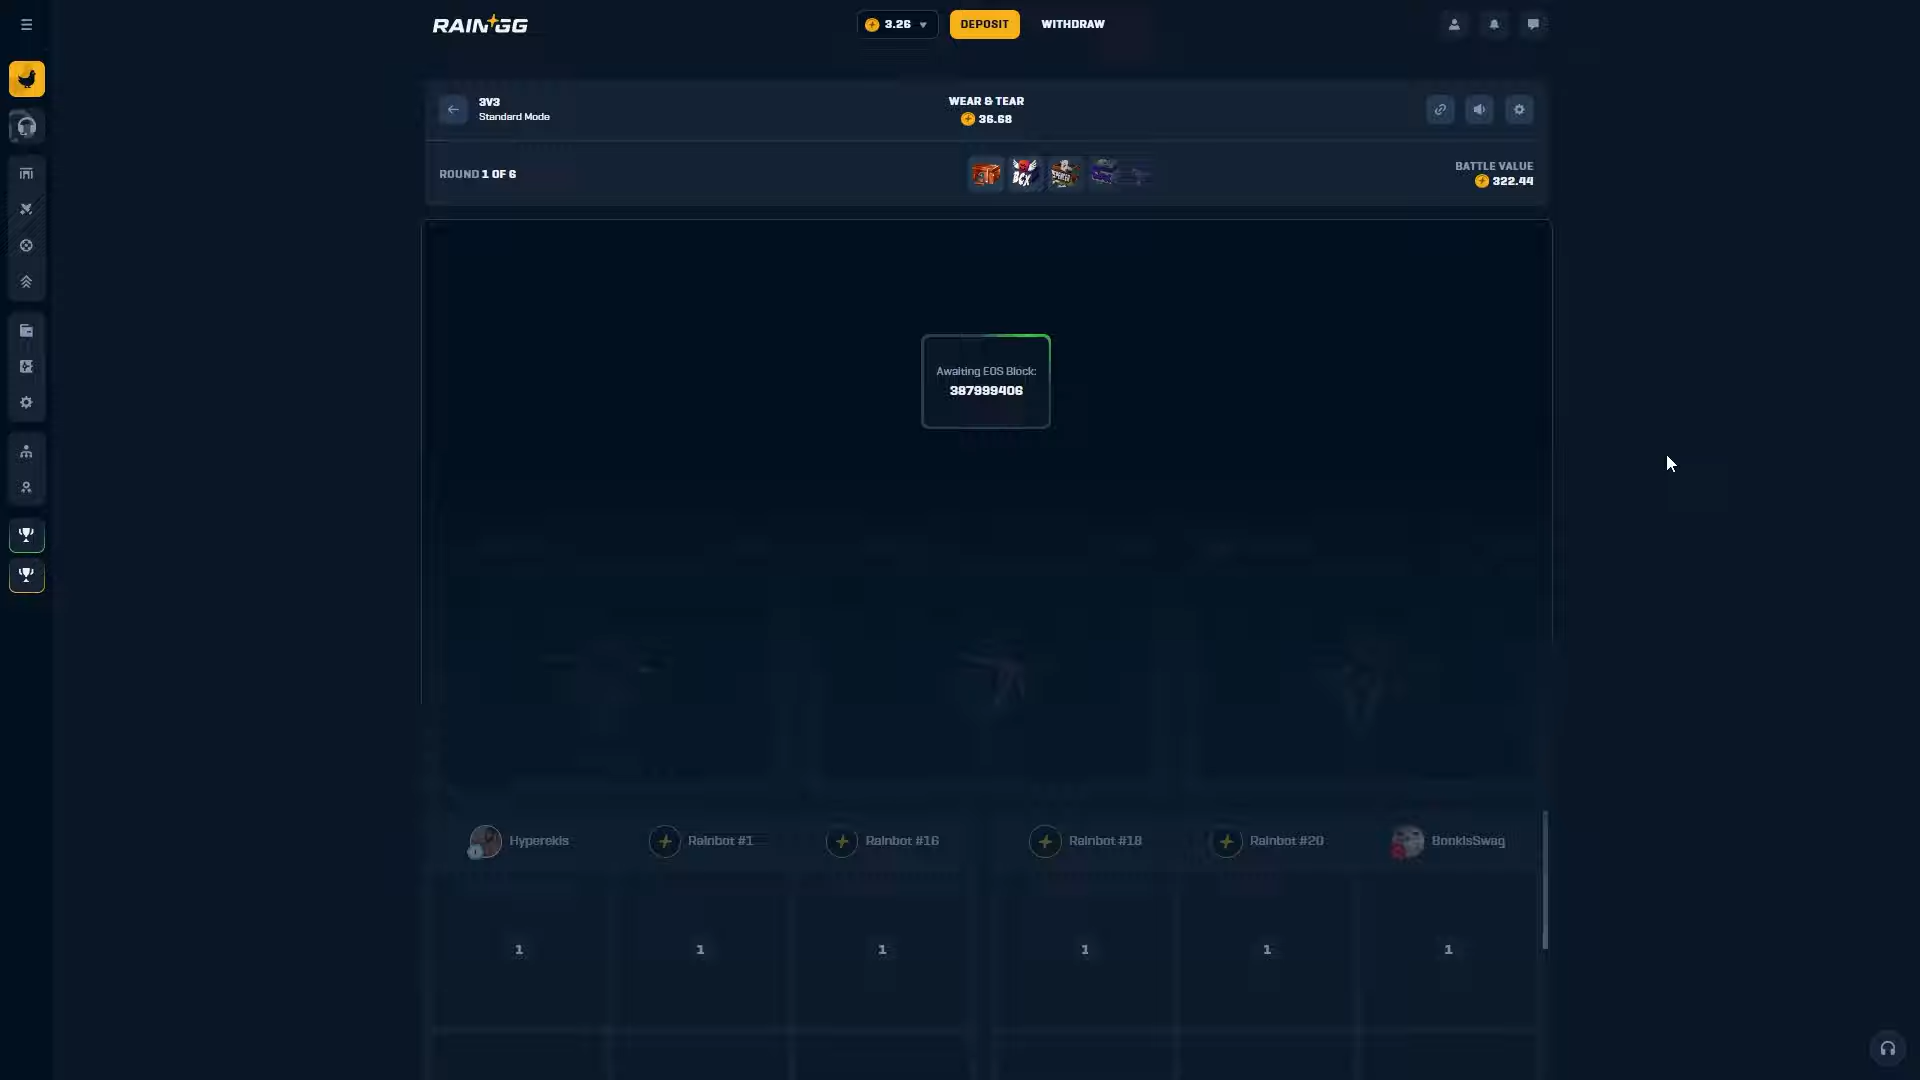 RAIN GG
3.26
DEPOSIT
WITHDRAW
3V3
Standard Mode
WEAR & TEAR
36.68
ROUND 1 OF 6
BCX
BATTLE VALUE
322.44
Awaiting EOS Block:
387999406
Hyperekis
Rainbot #1
Rainbot #16
Rainbot #18
Rainbot #20
BonkIsSwag
1
1
1
1
1
1